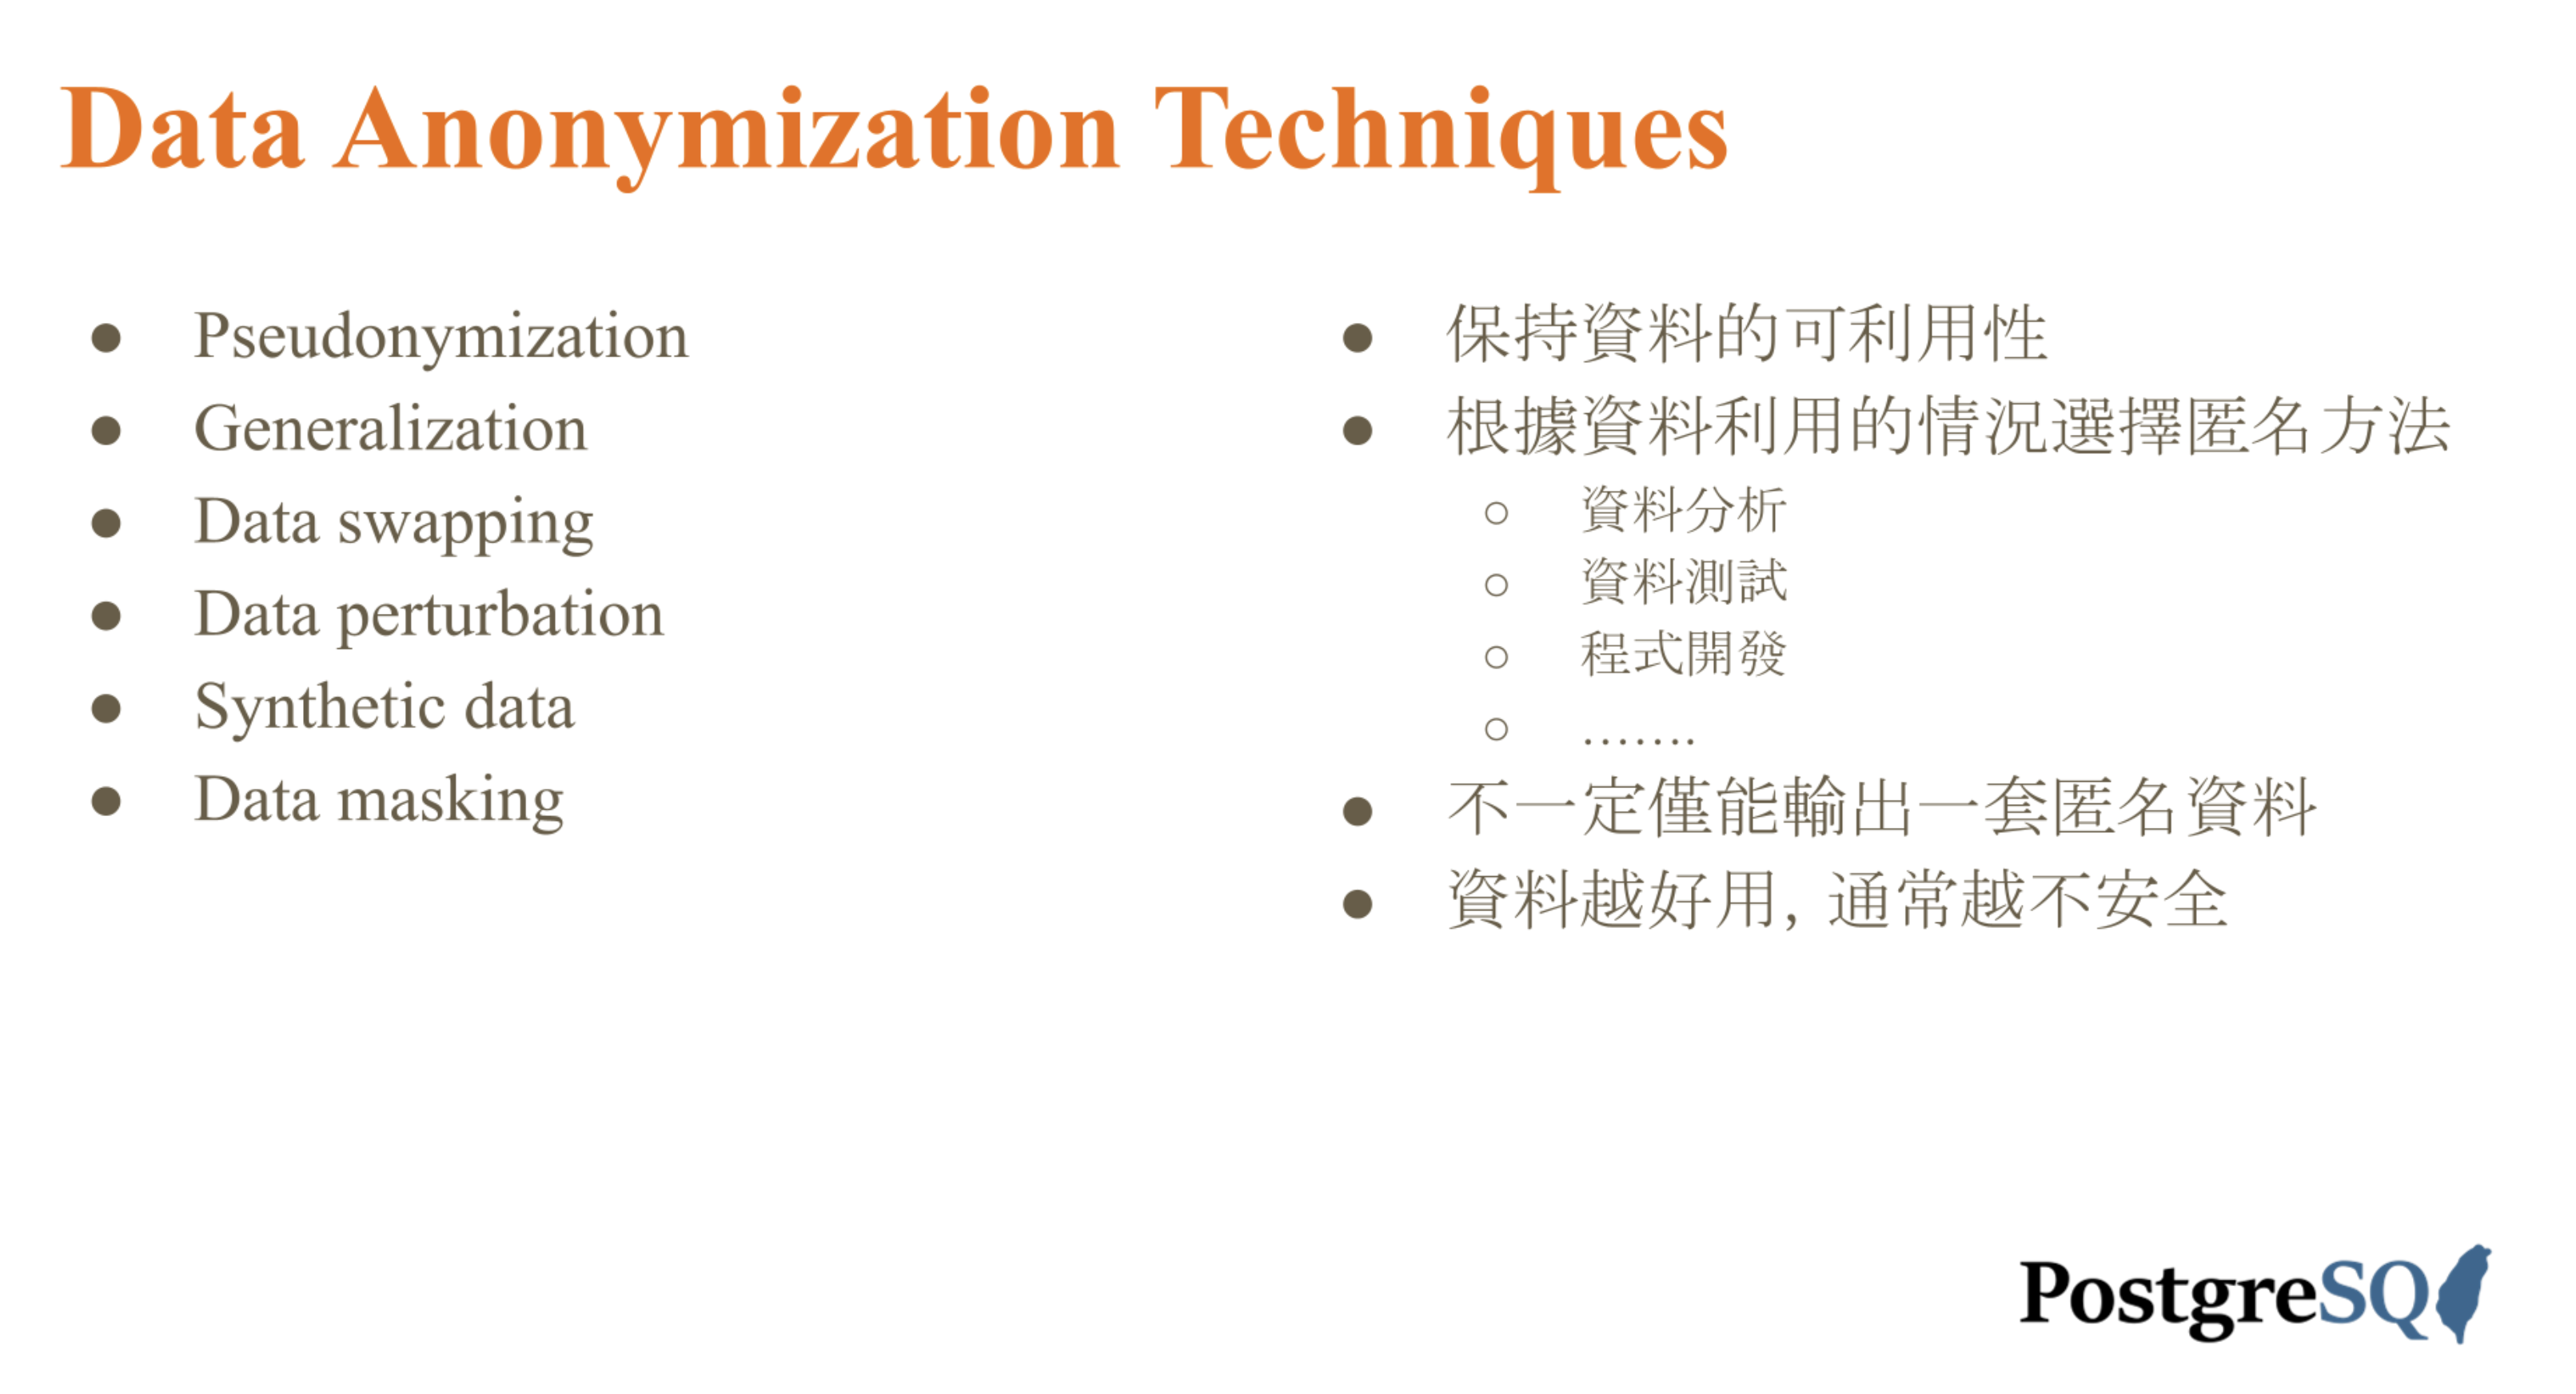 Data Anonymization Techniques
● Pseudonymization
● Generalization
● Data swapping
● Data perturbation
● Synthetic data
● Data masking
● 保持資料的可利用性
● 根據資料利用的情況選擇匿名方法
○ 資料分析
○ 資料測試
○ 程式開發
○ .......
● 不一定僅能輸出一套匿名資料
● 資料越好用, 通常越不安全
PostgreSQ